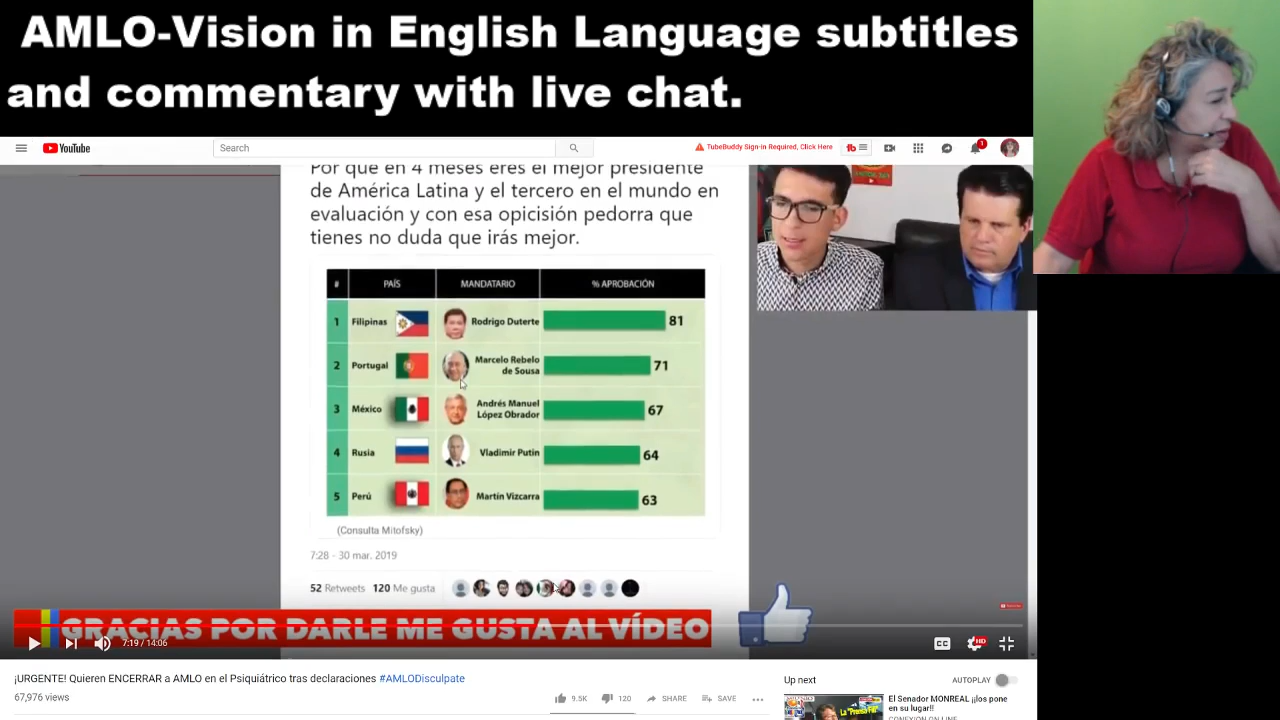 AMLO-Vision in English Language subtitles
and commentary with live chat.
YouTube
Search
TubeBuddy Sign-in Required, Click Here
tb
1
Por qué en 4 meses eres el mejor presidente
de América Latina y el tercero en el mundo en
evaluación y con esa opicisión pedorra que
tienes no duda que irás mejor.
# PAÍS MANDATARIO % APROBACIÓN
1 Filipinas Rodrigo Duterte 81
2 Portugal Marcelo Rebelo de Sousa 71
3 México Andrés Manuel López Obrador 67
4 Rusia Vladimir Putin 64
5 Perú Martín Vizcarra 63
(Consulta Mitofsky)
7:28 - 30 mar. 2019
52 Retweets 120 Me gusta
GRACIAS POR DARLE ME GUSTA AL VÍDEO
7:19 / 14:06
CC
HD
¡URGENTE! Quieren ENCERRAR a AMLO en el Psiquiátrico tras declaraciones #AMLODisculpate
67,976 views
9.5K 120 SHARE SAVE
Up next
AUTOPLAY
El Senador MONREAL ¡¡los pone
en su lugar!!
CONEXION ON LINE